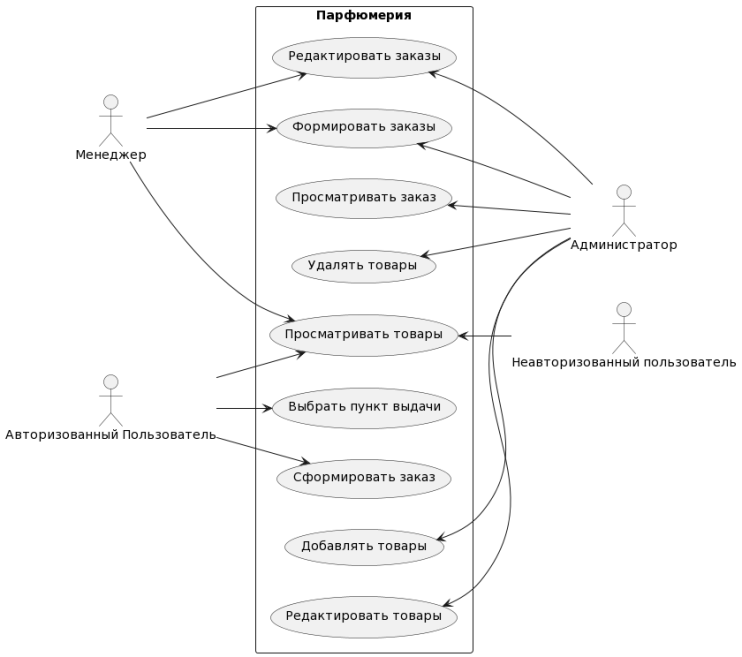 Парфюмерия
Редактировать заказы
Формировать заказы
Менеджер
Просматривать заказ
Администратор
Удалять товары
Просматривать товары
Неавторизованный пользователь
Выбрать пункт выдачи
Авторизованный Пользователь
Сформировать заказ
Добавлять товары
Редактировать товары